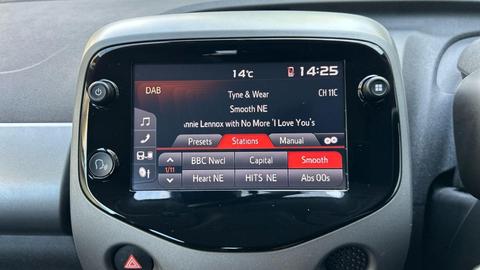 14°C 14:25
DAB Tyne & Wear CH 11C
Smooth NE
nnie Lennox with No More 'I Love You's'
Presets Stations Manual
BBC Nwcl Capital Smooth
1/11
Heart NE HITS NE Abs 00s